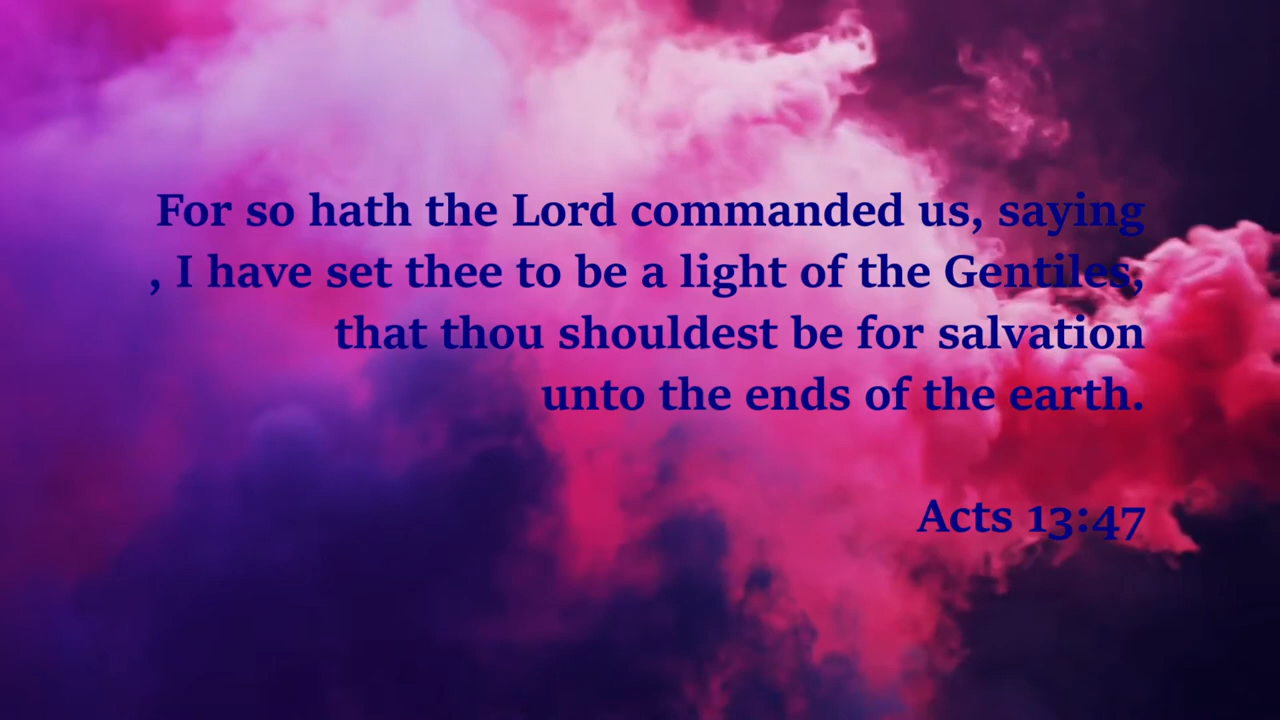 For so hath the Lord commanded us, saying
, I have set thee to be a light of the Gentiles,
that thou shouldest be for salvation
unto the ends of the earth.
Acts 13:47